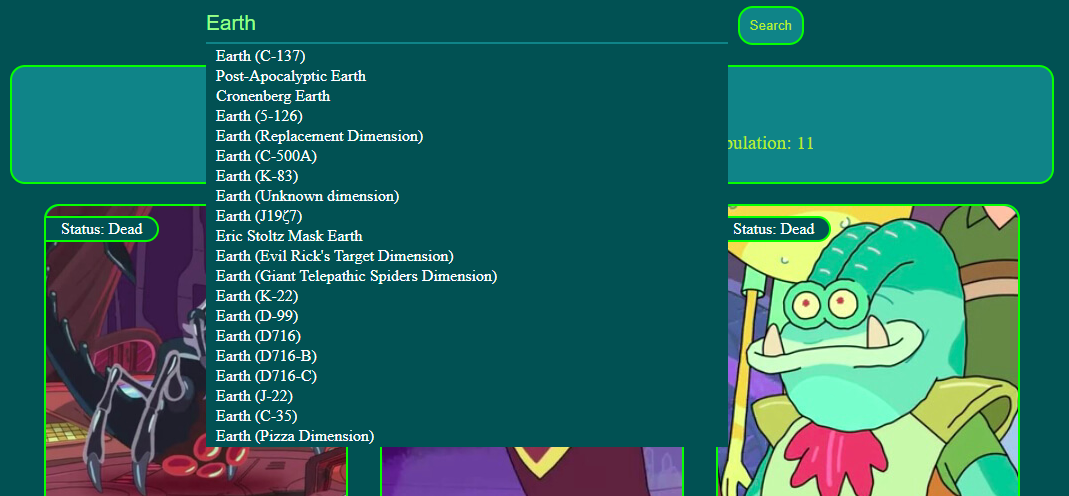 Earth
Search
Earth (C-137)
Post-Apocalyptic Earth
Cronenberg Earth
Earth (5-126)
Earth (Replacement Dimension)
Earth (C-500A)
Earth (K-83)
Earth (Unknown dimension)
Earth (J19ζ7)
Eric Stoltz Mask Earth
Earth (Evil Rick's Target Dimension)
Earth (Giant Telepathic Spiders Dimension)
Earth (K-22)
Earth (D-99)
Earth (D716)
Earth (D716-B)
Earth (D716-C)
Earth (J-22)
Earth (C-35)
Earth (Pizza Dimension)
pulation: 11
Status: Dead
Status: Dead